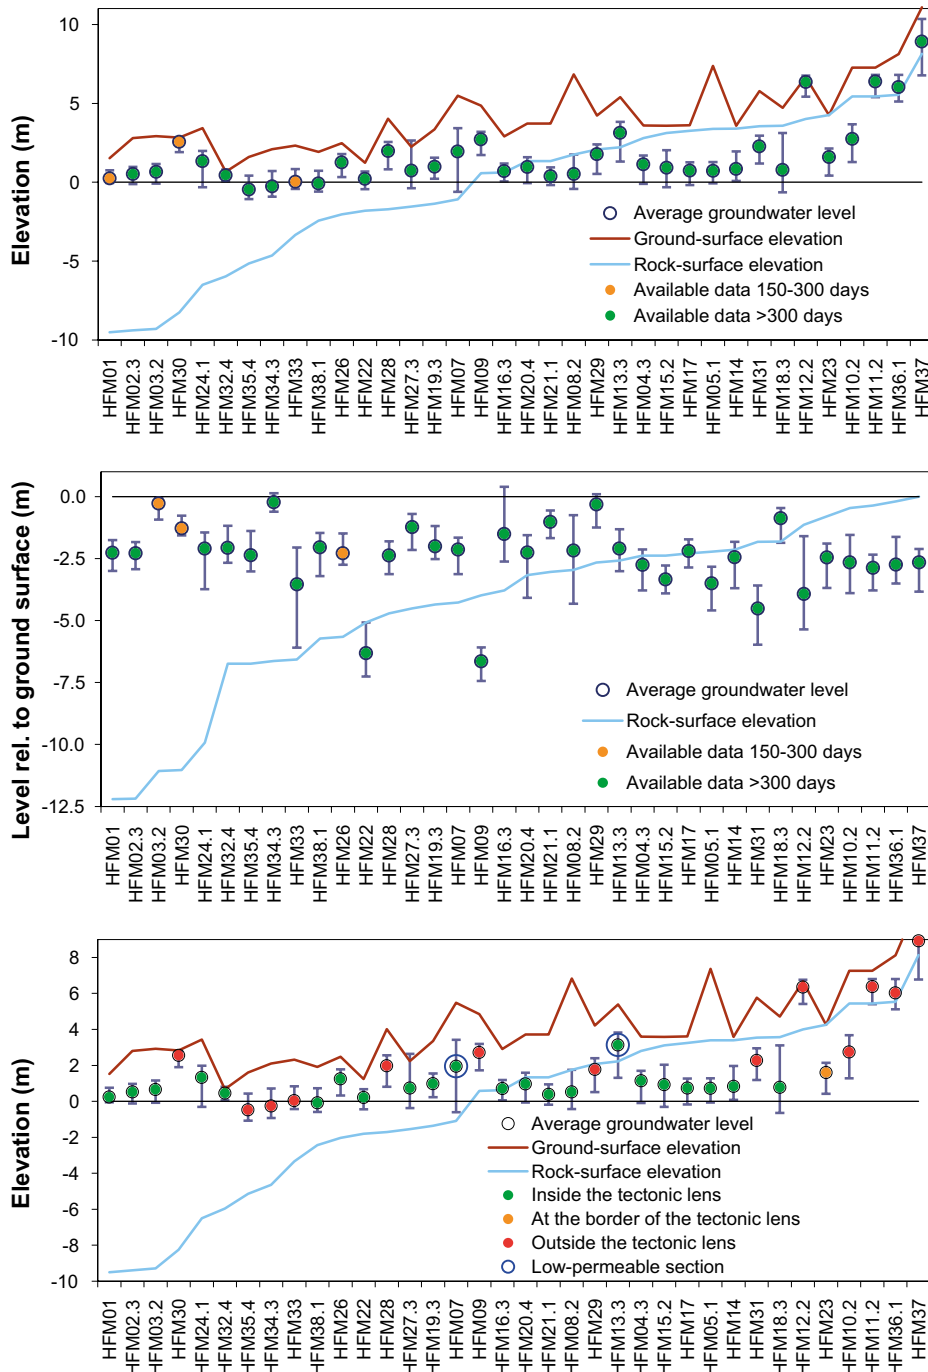 10
5
0
-5
-10
Elevation (m)
Average groundwater level
Ground-surface elevation
Rock-surface elevation
Available data 150-300 days
Available data >300 days
HFM01
HFM02.3
HFM03.2
HFM30
HFM24.1
HFM32.4
HFM35.4
HFM34.3
HFM33
HFM38.1
HFM26
HFM22
HFM28
HFM27.3
HFM19.3
HFM07
HFM09
HFM16.3
HFM20.4
HFM21.1
HFM08.2
HFM29
HFM13.3
HFM04.3
HFM15.2
HFM17
HFM05.1
HFM14
HFM31
HFM18.3
HFM12.2
HFM23
HFM10.2
HFM11.2
HFM36.1
HFM37
0.0
-2.5
-5.0
-7.5
-10.0
-12.5
Level rel. to ground surface (m)
Average groundwater level
Rock-surface elevation
Available data 150-300 days
Available data >300 days
HFM01
HFM02.3
HFM03.2
HFM30
HFM24.1
HFM32.4
HFM35.4
HFM34.3
HFM33
HFM38.1
HFM26
HFM22
HFM28
HFM27.3
HFM19.3
HFM07
HFM09
HFM16.3
HFM20.4
HFM21.1
HFM08.2
HFM29
HFM13.3
HFM04.3
HFM15.2
HFM17
HFM05.1
HFM14
HFM31
HFM18.3
HFM12.2
HFM23
HFM10.2
HFM11.2
HFM36.1
HFM37
8
6
4
2
0
-2
-4
-6
-8
-10
Elevation (m)
Average groundwater level
Ground-surface elevation
Rock-surface elevation
Inside the tectonic lens
At the border of the tectonic lens
Outside the tectonic lens
Low-permeable section
HFM01
HFM02.3
HFM03.2
HFM30
HFM24.1
HFM32.4
HFM35.4
HFM34.3
HFM33
HFM38.1
HFM26
HFM22
HFM28
HFM27.3
HFM19.3
HFM07
HFM09
HFM16.3
HFM20.4
HFM21.1
HFM08.2
HFM29
HFM13.3
HFM04.3
HFM15.2
HFM17
HFM05.1
HFM14
HFM31
HFM18.3
HFM12.2
HFM23
HFM10.2
HFM11.2
HFM36.1
HFM37